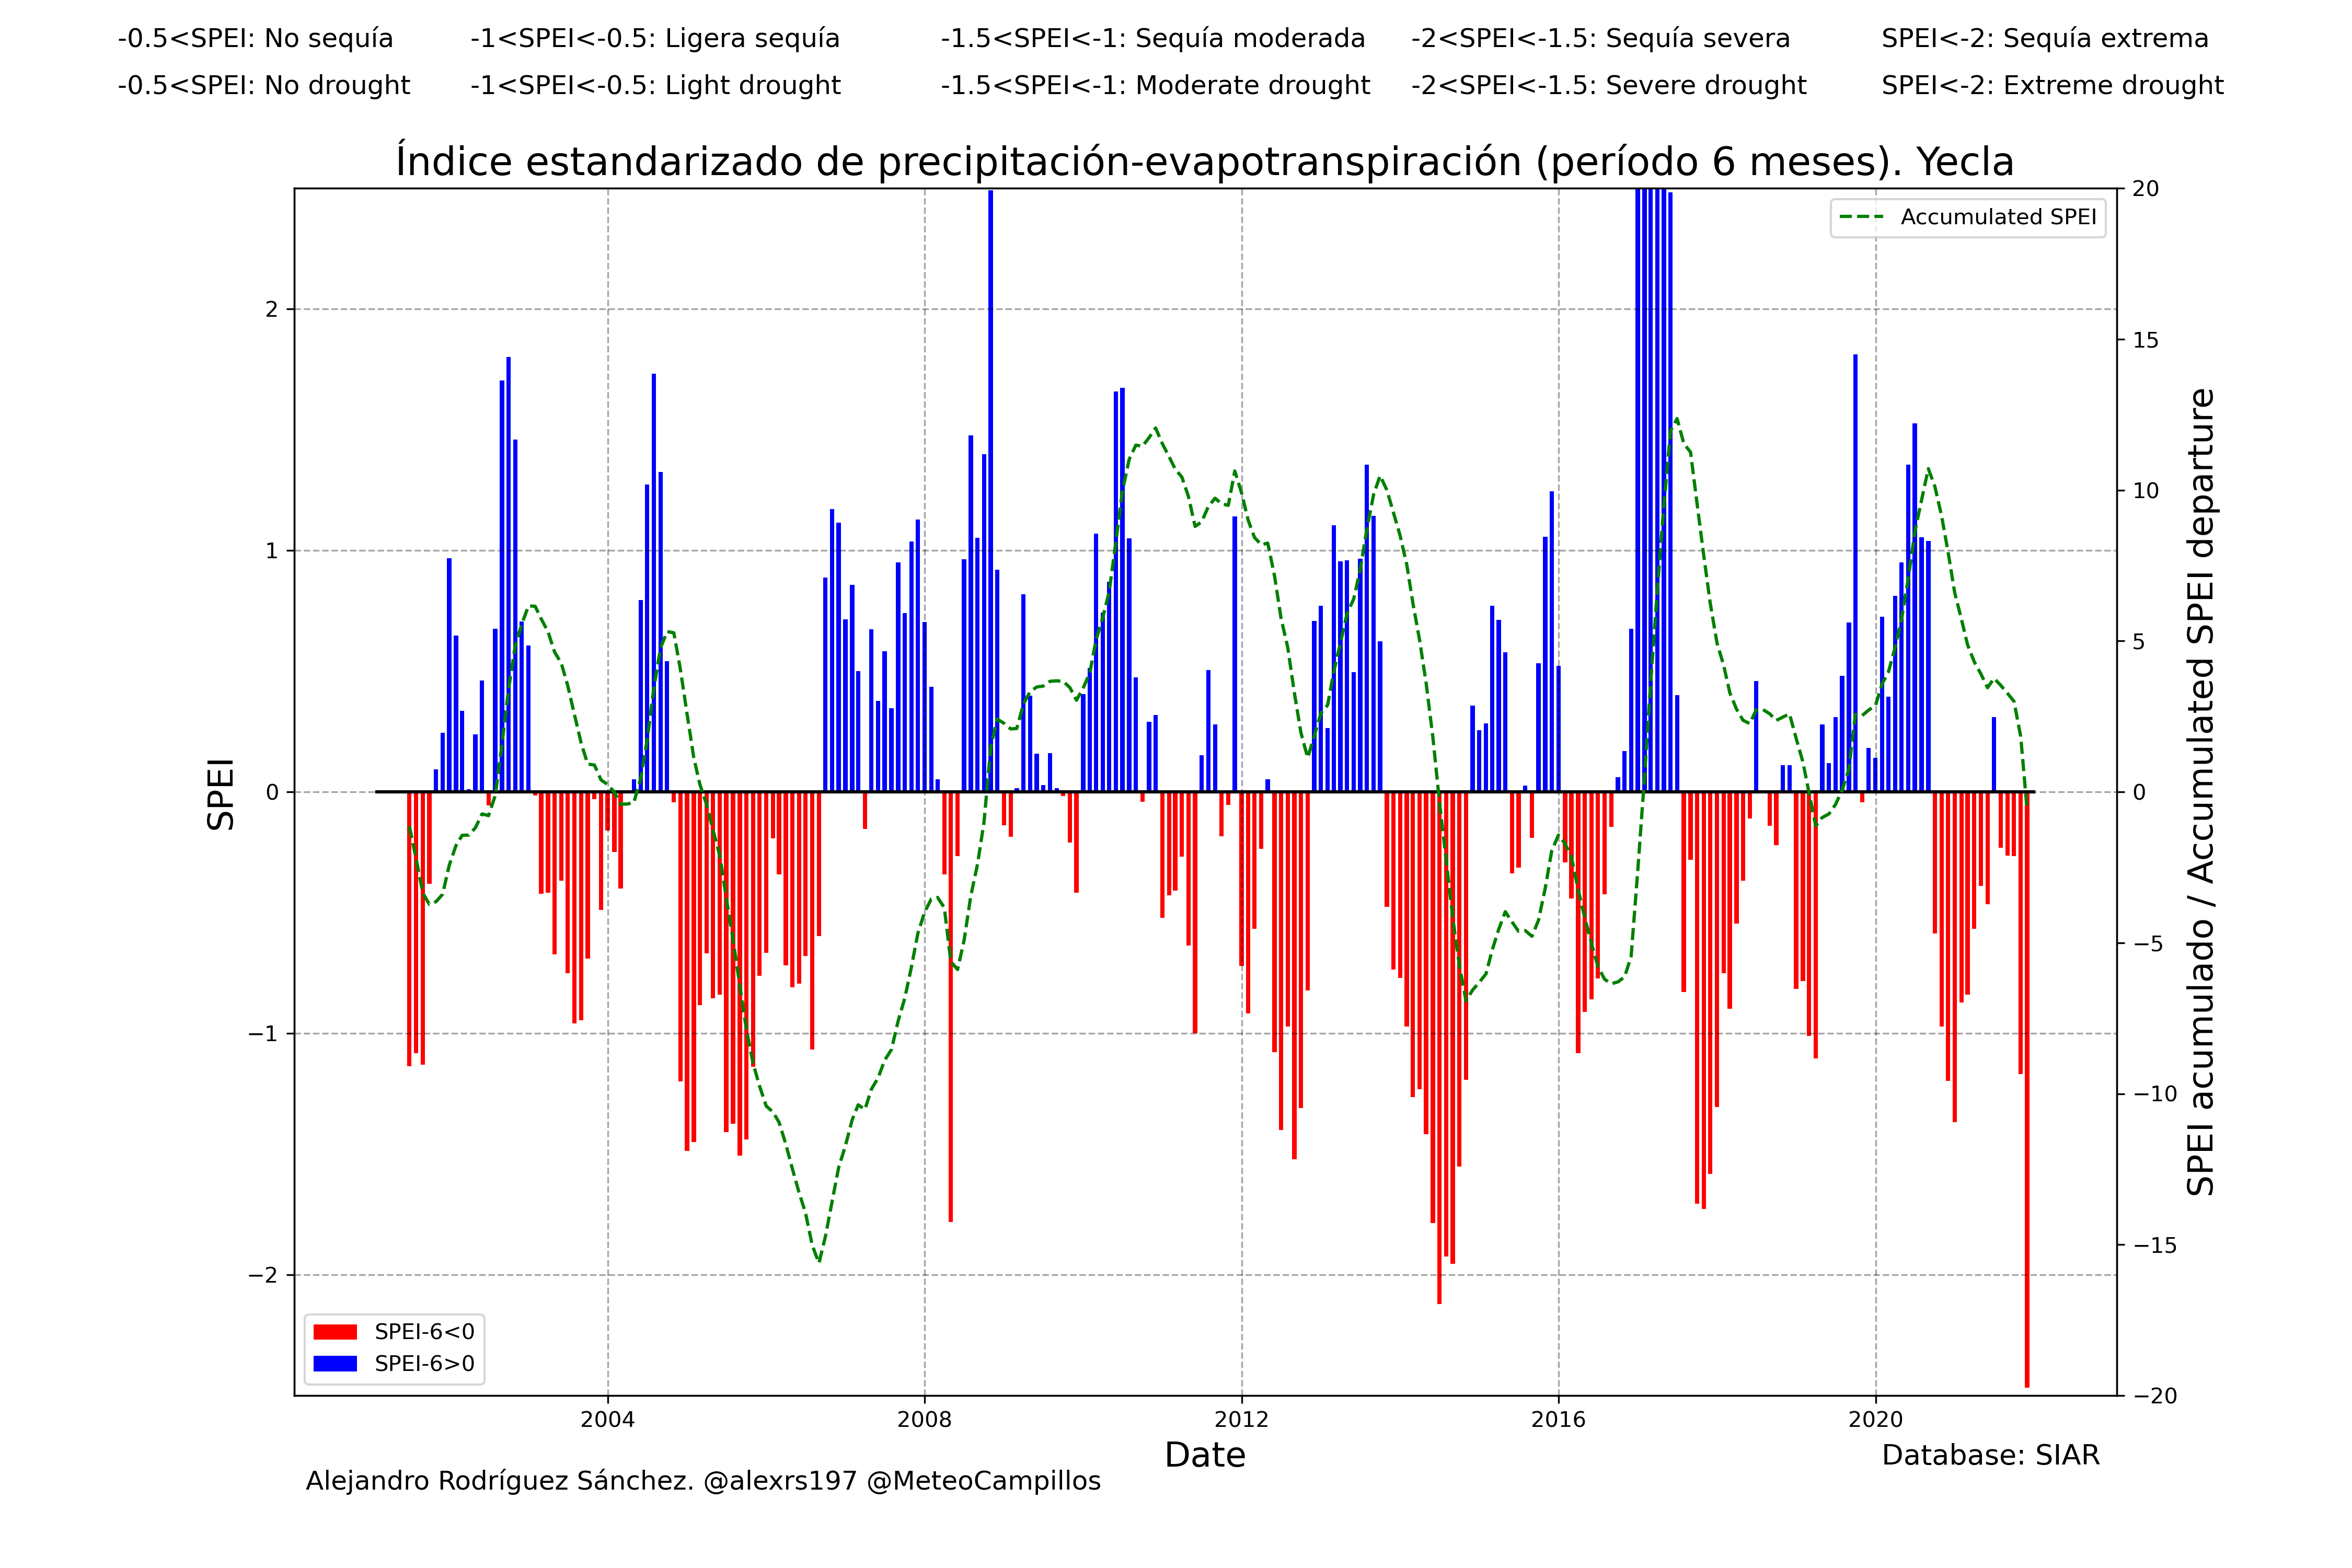 -0.5<SPEI: No sequía -1<SPEI<-0.5: Ligera sequía -1.5<SPEI<-1: Sequía moderada -2<SPEI<-1.5: Sequía severa SPEI<-2: Sequía extrema
-0.5<SPEI: No drought -1<SPEI<-0.5: Light drought -1.5<SPEI<-1: Moderate drought -2<SPEI<-1.5: Severe drought SPEI<-2: Extreme drought
Índice estandarizado de precipitación-evapotranspiración (período 6 meses). Yecla
Accumulated SPEI
SPEI
2
1
0
−1
−2
20
15
10
5
0
−5
−10
−15
−20
SPEI acumulado / Accumulated SPEI departure
SPEI-6<0
SPEI-6>0
2004 2008 2012 2016 2020
Date
Database: SIAR
Alejandro Rodríguez Sánchez. @alexrs197 @MeteoCampillos